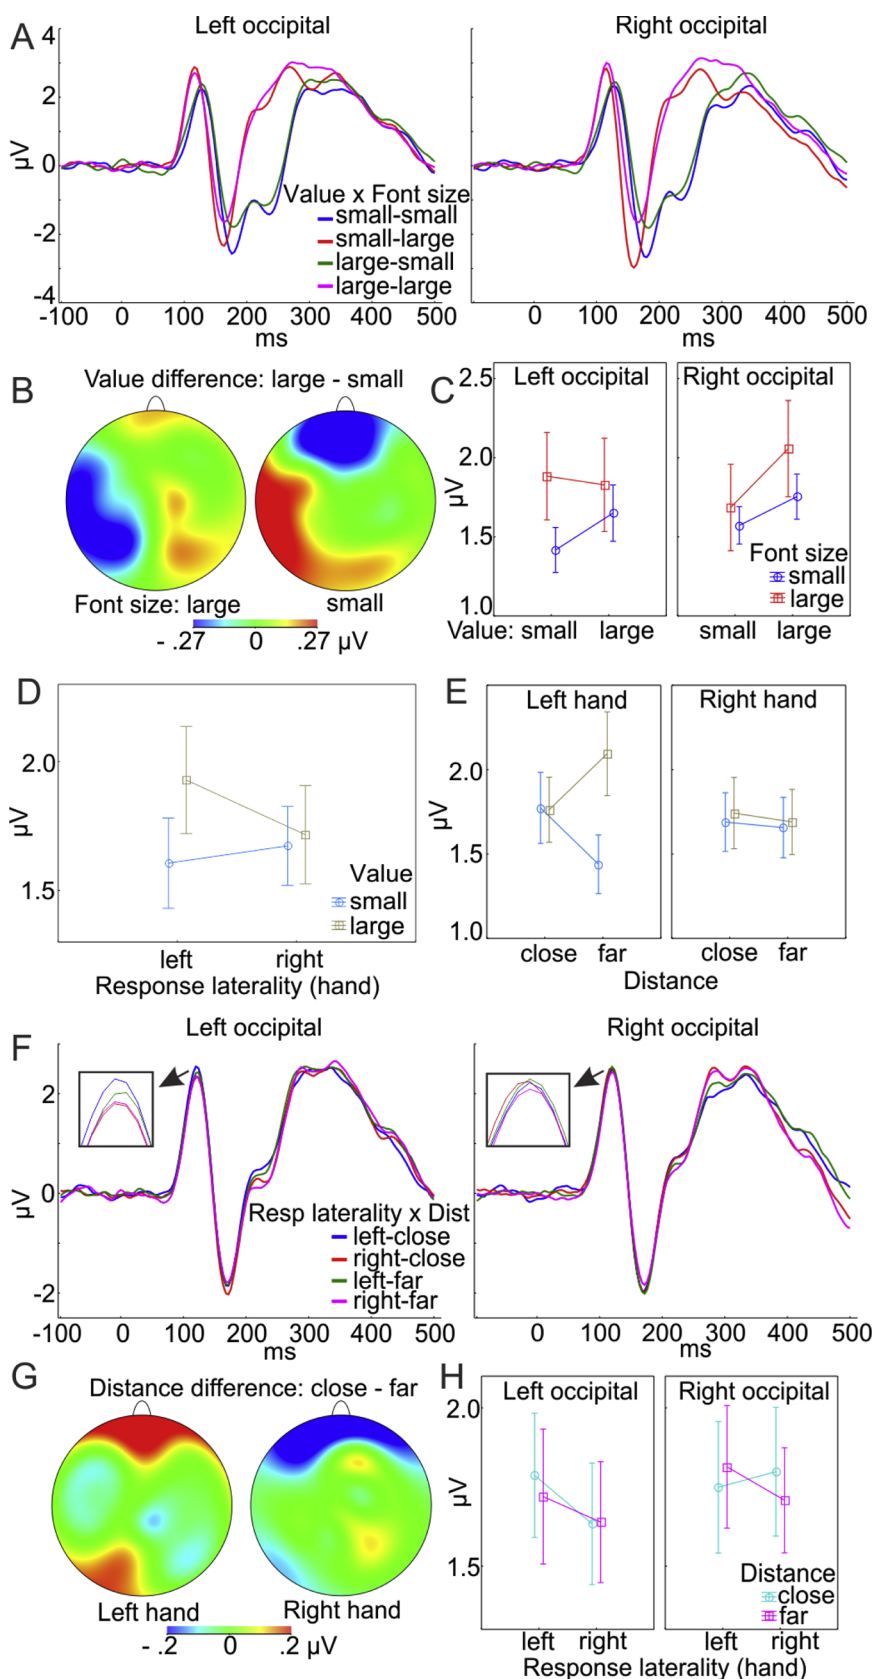 A
Left occipital
Right occipital
4
2
0
-2
-4
µV
µV
Value x Font size
small-small
small-large
large-small
large-large
-100 0 100 200 300 400 500
0 100 200 300 400 500
ms
ms
B
Value difference: large - small
Font size: large
small
- .27 0 .27 µV
C
Left occipital
Right occipital
2.5
2.0
1.5
1.0
µV
Font size
small
large
Value: small large
small large
D
2.0
1.5
µV
Value
small
large
left right
Response laterality (hand)
E
Left hand
Right hand
2.0
1.5
1.0
µV
close far
close far
Distance
F
Left occipital
Right occipital
2
0
-2
µV
Resp laterality x Dist
left-close
right-close
left-far
right-far
-100 0 100 200 300 400 500
0 100 200 300 400 500
ms
ms
G
Distance difference: close - far
Left hand
Right hand
- .2 0 .2 µV
H
Left occipital
Right occipital
2.0
1.5
µV
Distance
close
far
left right
left right
Response laterality (hand)